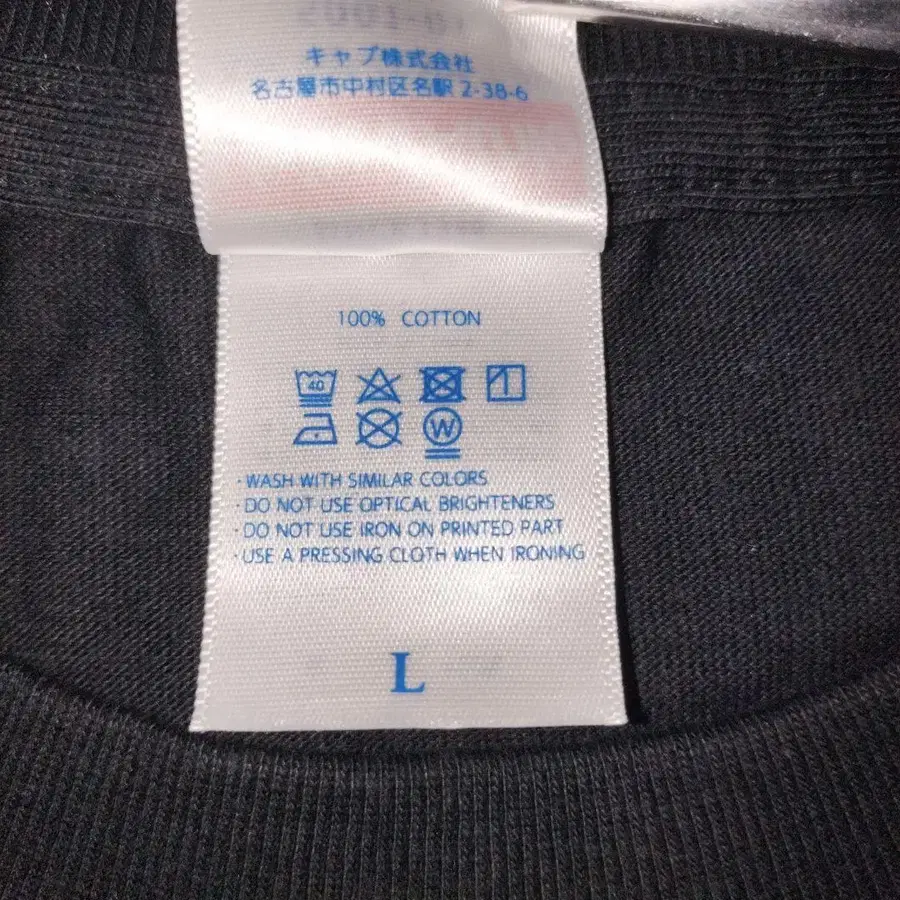 キャブ株式会社
名古屋市中村区名駅 2-38-6
100% COTTON
40
W
·WASH WITH SIMILAR COLORS
·DO NOT USE OPTICAL BRIGHTENERS
·DO NOT USE IRON ON PRINTED PART
·USE A PRESSING CLOTH WHEN IRONING
L